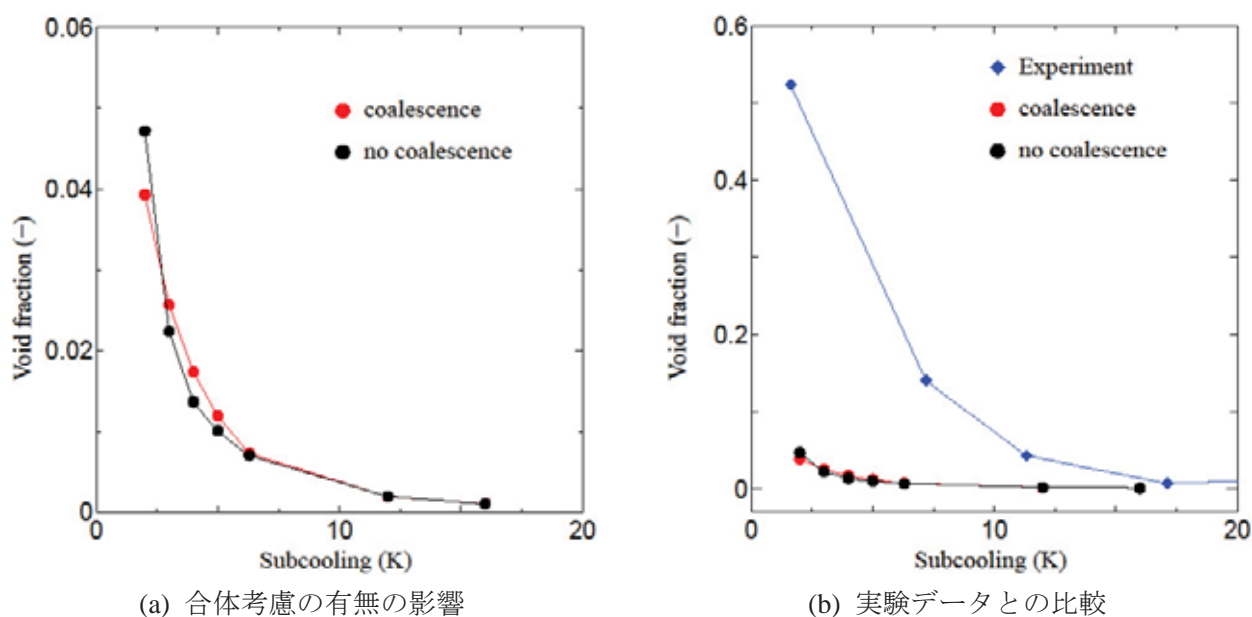 0.06
0.04
0.02
0
0
10
20
Void fraction (−)
Subcooling (K)
coalescence
no coalescence
(a) 合体考慮の有無の影響
0.6
0.4
0.2
0
0
10
20
Void fraction (−)
Subcooling (K)
Experiment
coalescence
no coalescence
(b) 実験データとの比較